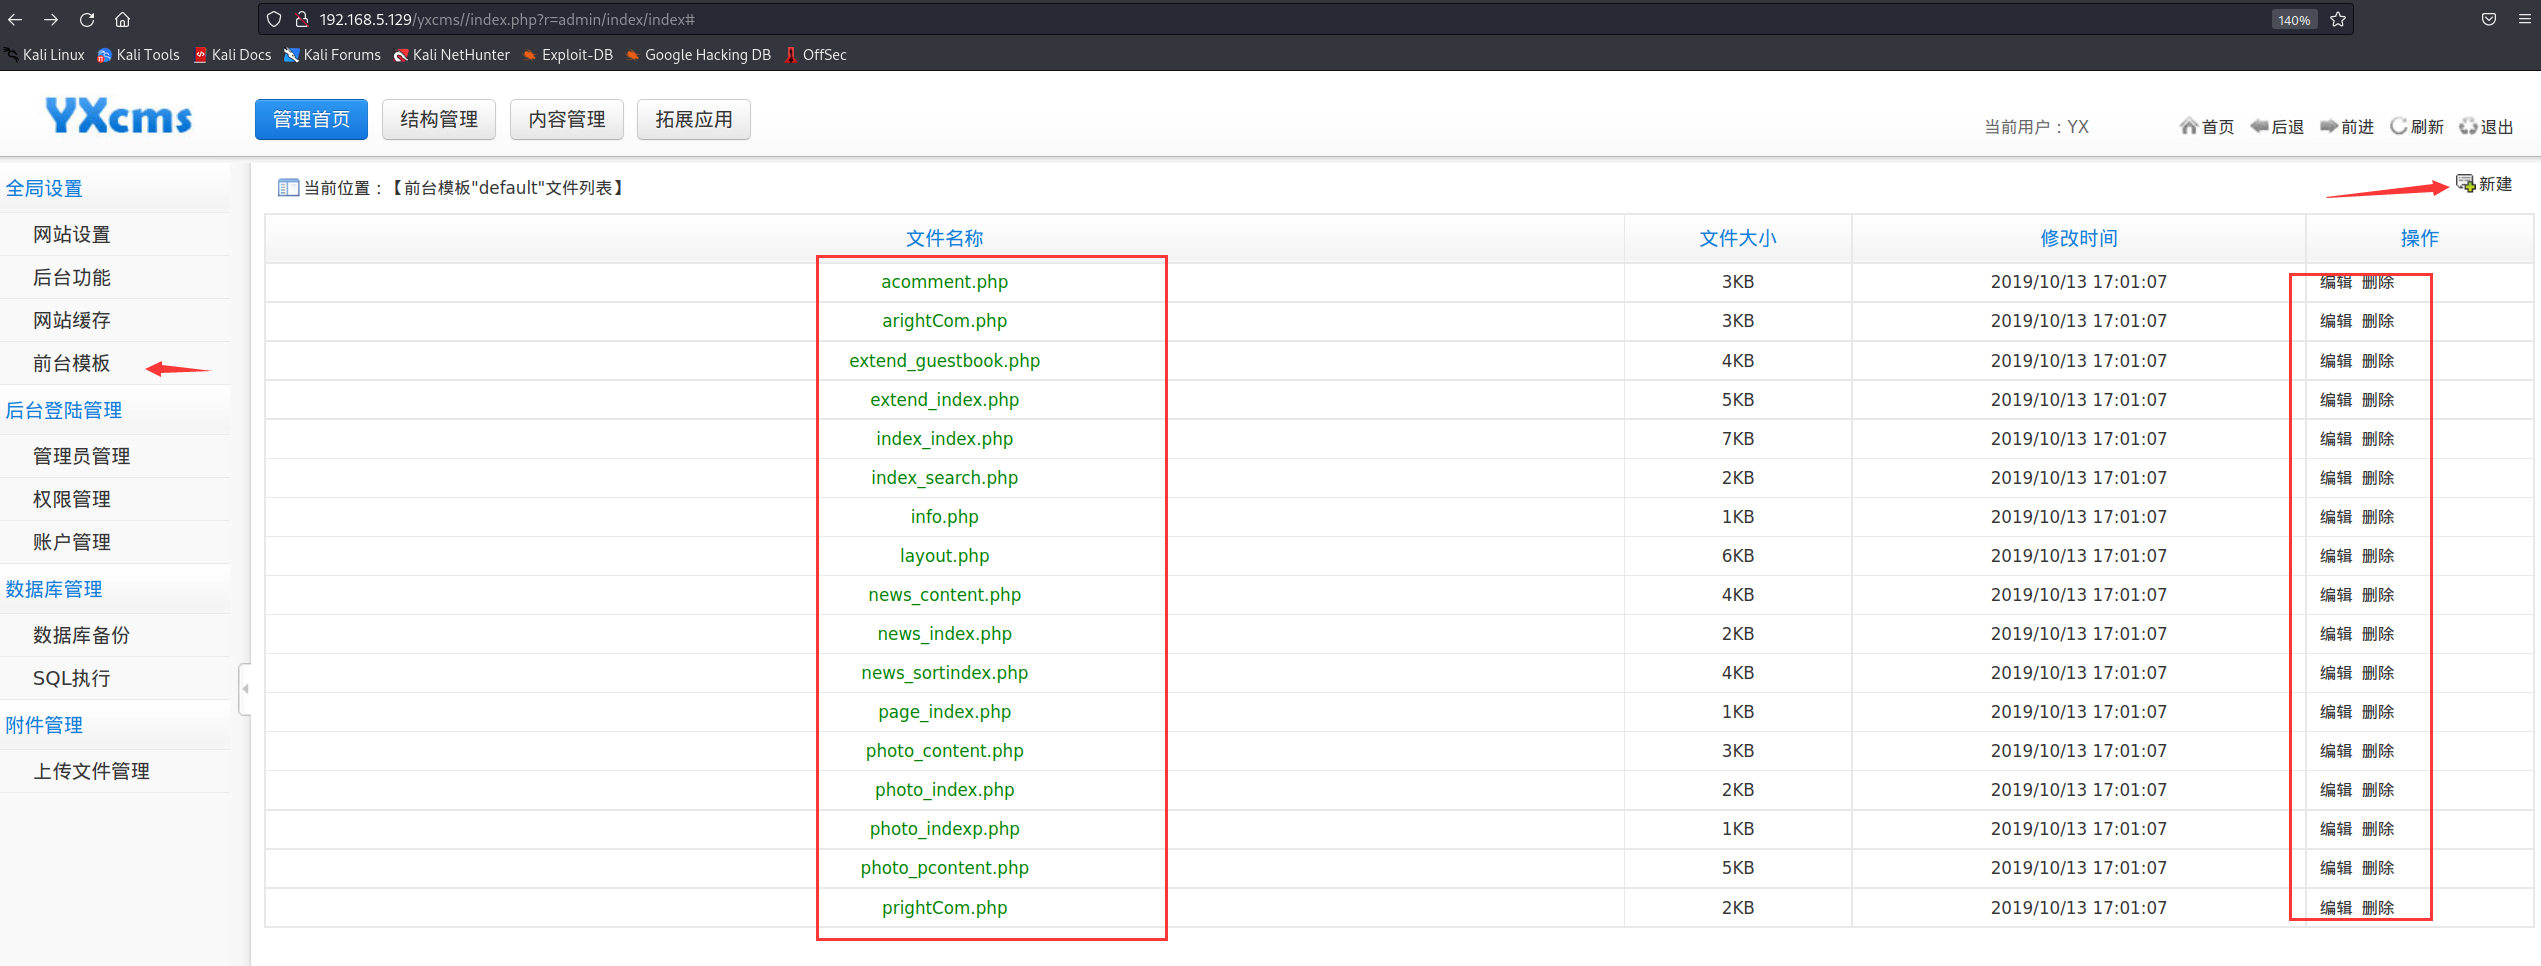 192.168.5.129/yxcms//index.php?r=admin/index/index#
140%
Kali Linux Kali Tools Kali Docs Kali Forums Kali NetHunter Exploit-DB Google Hacking DB OffSec
YXcms 管理首页 结构管理 内容管理 拓展应用
当前用户：YX 首页 后退 前进 刷新 退出
全局设置
网站设置
后台功能
网站缓存
前台模板
后台登陆管理
管理员管理
权限管理
账户管理
数据库管理
数据库备份
SQL执行
附件管理
上传文件管理
当前位置：【前台模板"default"文件列表】
新建
文件名称 文件大小 修改时间 操作
acomment.php 3KB 2019/10/13 17:01:07 编辑 删除
arightCom.php 3KB 2019/10/13 17:01:07 编辑 删除
extend_guestbook.php 4KB 2019/10/13 17:01:07 编辑 删除
extend_index.php 5KB 2019/10/13 17:01:07 编辑 删除
index_index.php 7KB 2019/10/13 17:01:07 编辑 删除
index_search.php 2KB 2019/10/13 17:01:07 编辑 删除
info.php 1KB 2019/10/13 17:01:07 编辑 删除
layout.php 6KB 2019/10/13 17:01:07 编辑 删除
news_content.php 4KB 2019/10/13 17:01:07 编辑 删除
news_index.php 2KB 2019/10/13 17:01:07 编辑 删除
news_sortindex.php 4KB 2019/10/13 17:01:07 编辑 删除
page_index.php 1KB 2019/10/13 17:01:07 编辑 删除
photo_content.php 3KB 2019/10/13 17:01:07 编辑 删除
photo_index.php 2KB 2019/10/13 17:01:07 编辑 删除
photo_indexp.php 1KB 2019/10/13 17:01:07 编辑 删除
photo_pcontent.php 5KB 2019/10/13 17:01:07 编辑 删除
prightCom.php 2KB 2019/10/13 17:01:07 编辑 删除